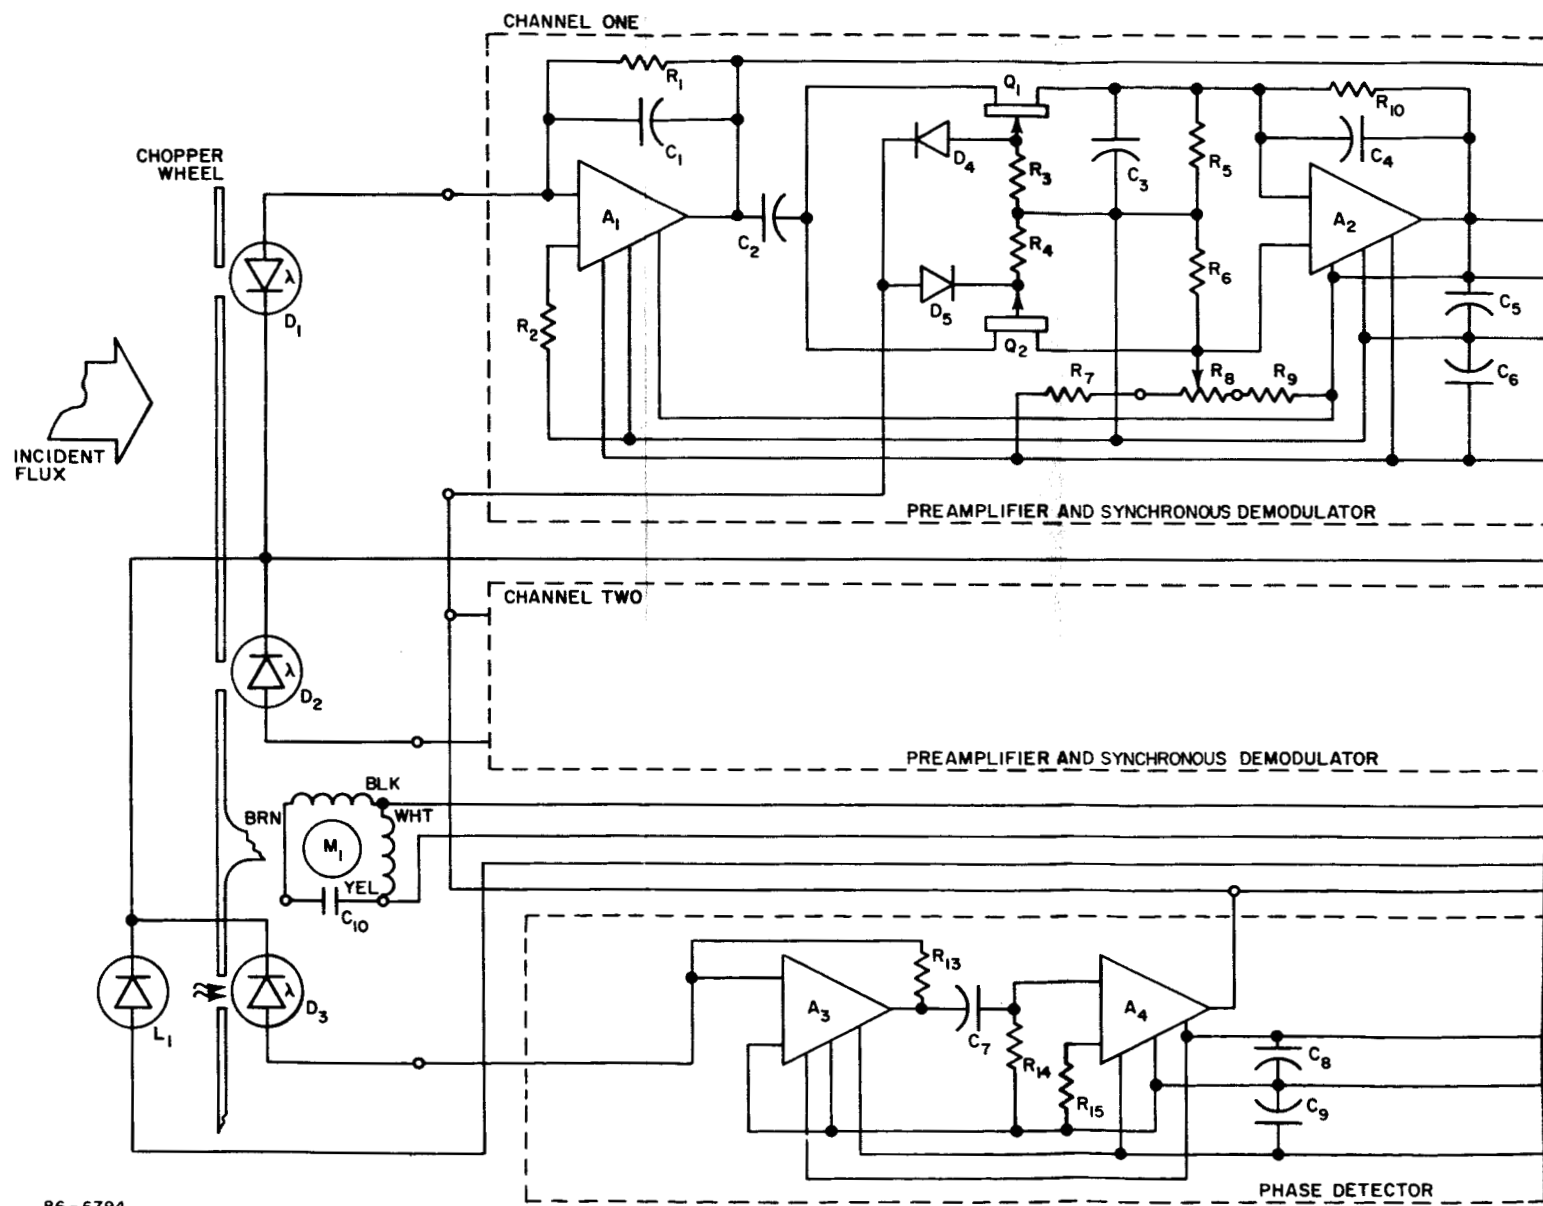 CHANNEL ONE
R1
C1
CHOPPER
WHEEL
A1
C2
R2
Q1
D4
R3
C3
R5
R10
C4
A2
R4
R6
D5
Q2
R7
R8
R9
C5
C6
λ
D1
INCIDENT
FLUX
PREAMPLIFIER AND SYNCHRONOUS DEMODULATOR
CHANNEL TWO
λ
D2
PREAMPLIFIER AND SYNCHRONOUS DEMODULATOR
BLK
BRN
WHT
M1
YEL
C10
L1
λ
D3
R13
A3
C7
R14
A4
R15
C8
C9
PHASE DETECTOR